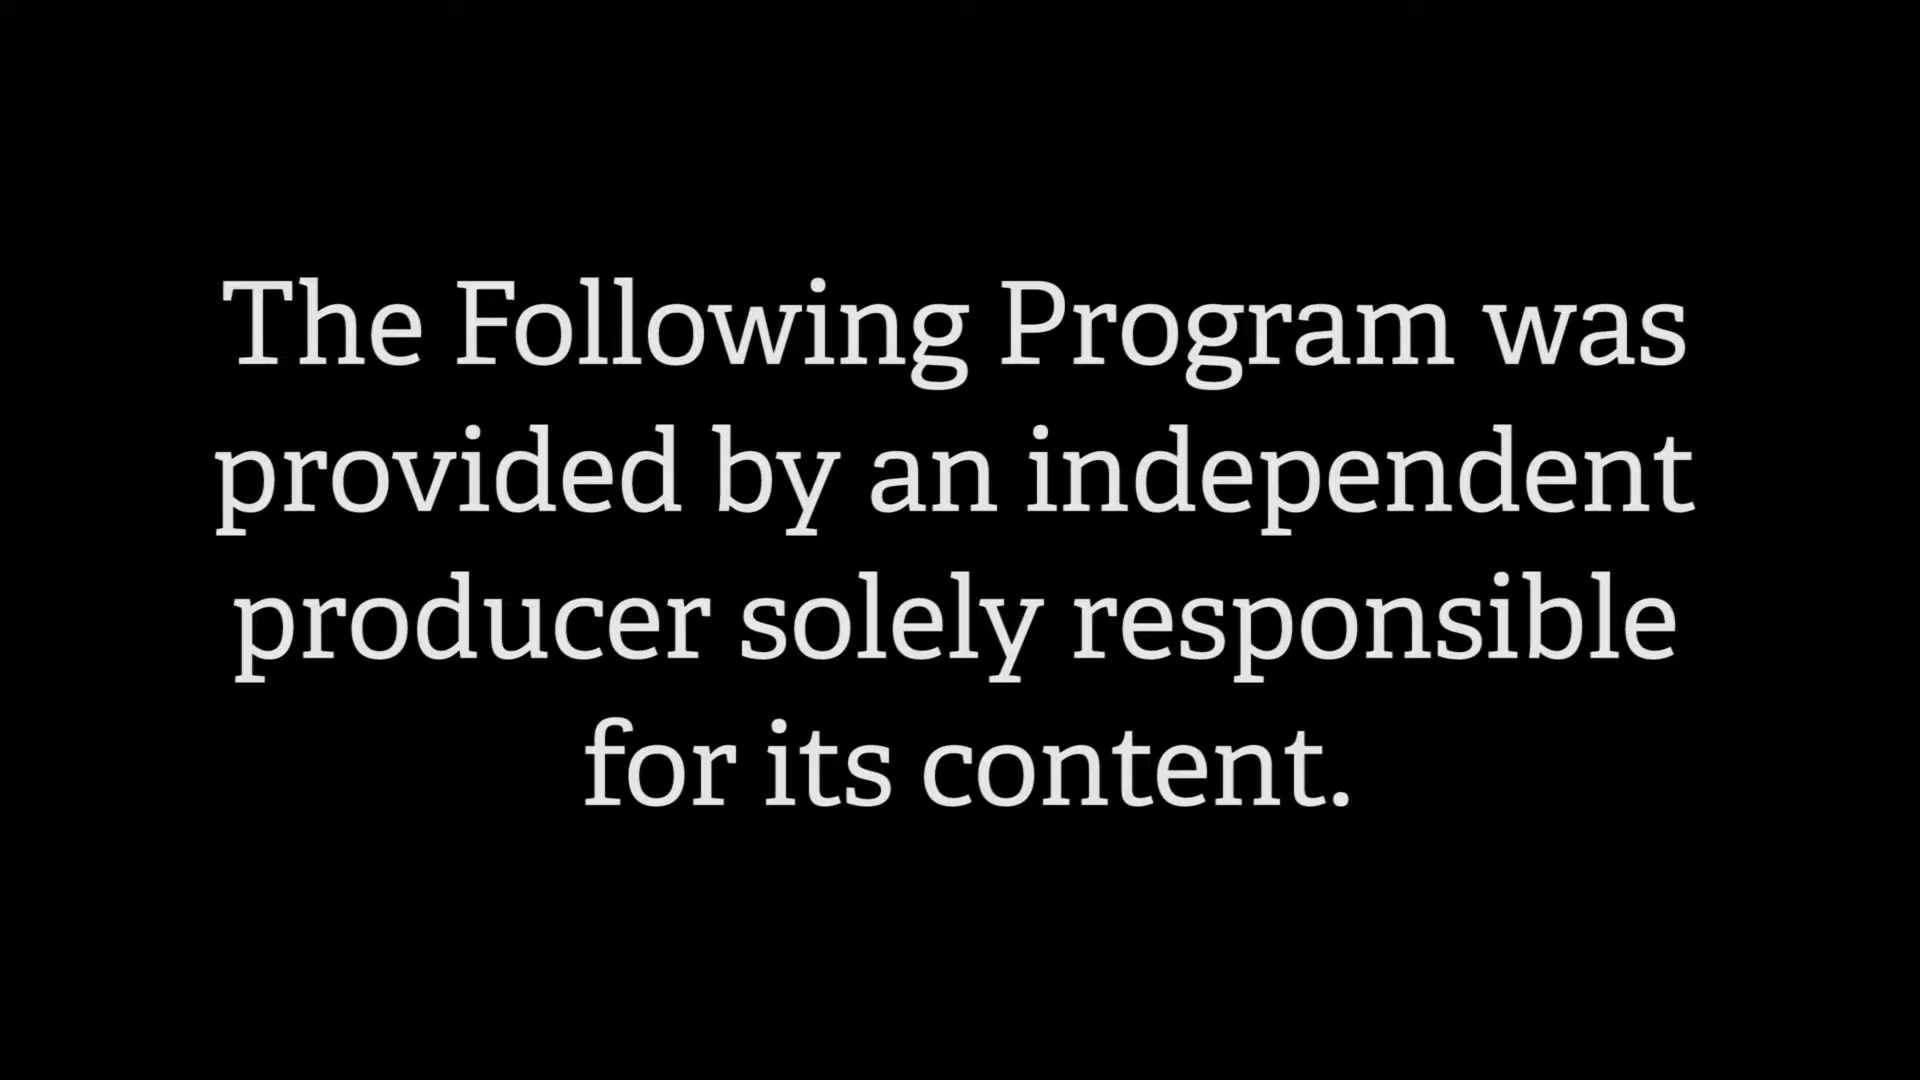 The Following Program was
provided by an independent
producer solely responsible
for its content.